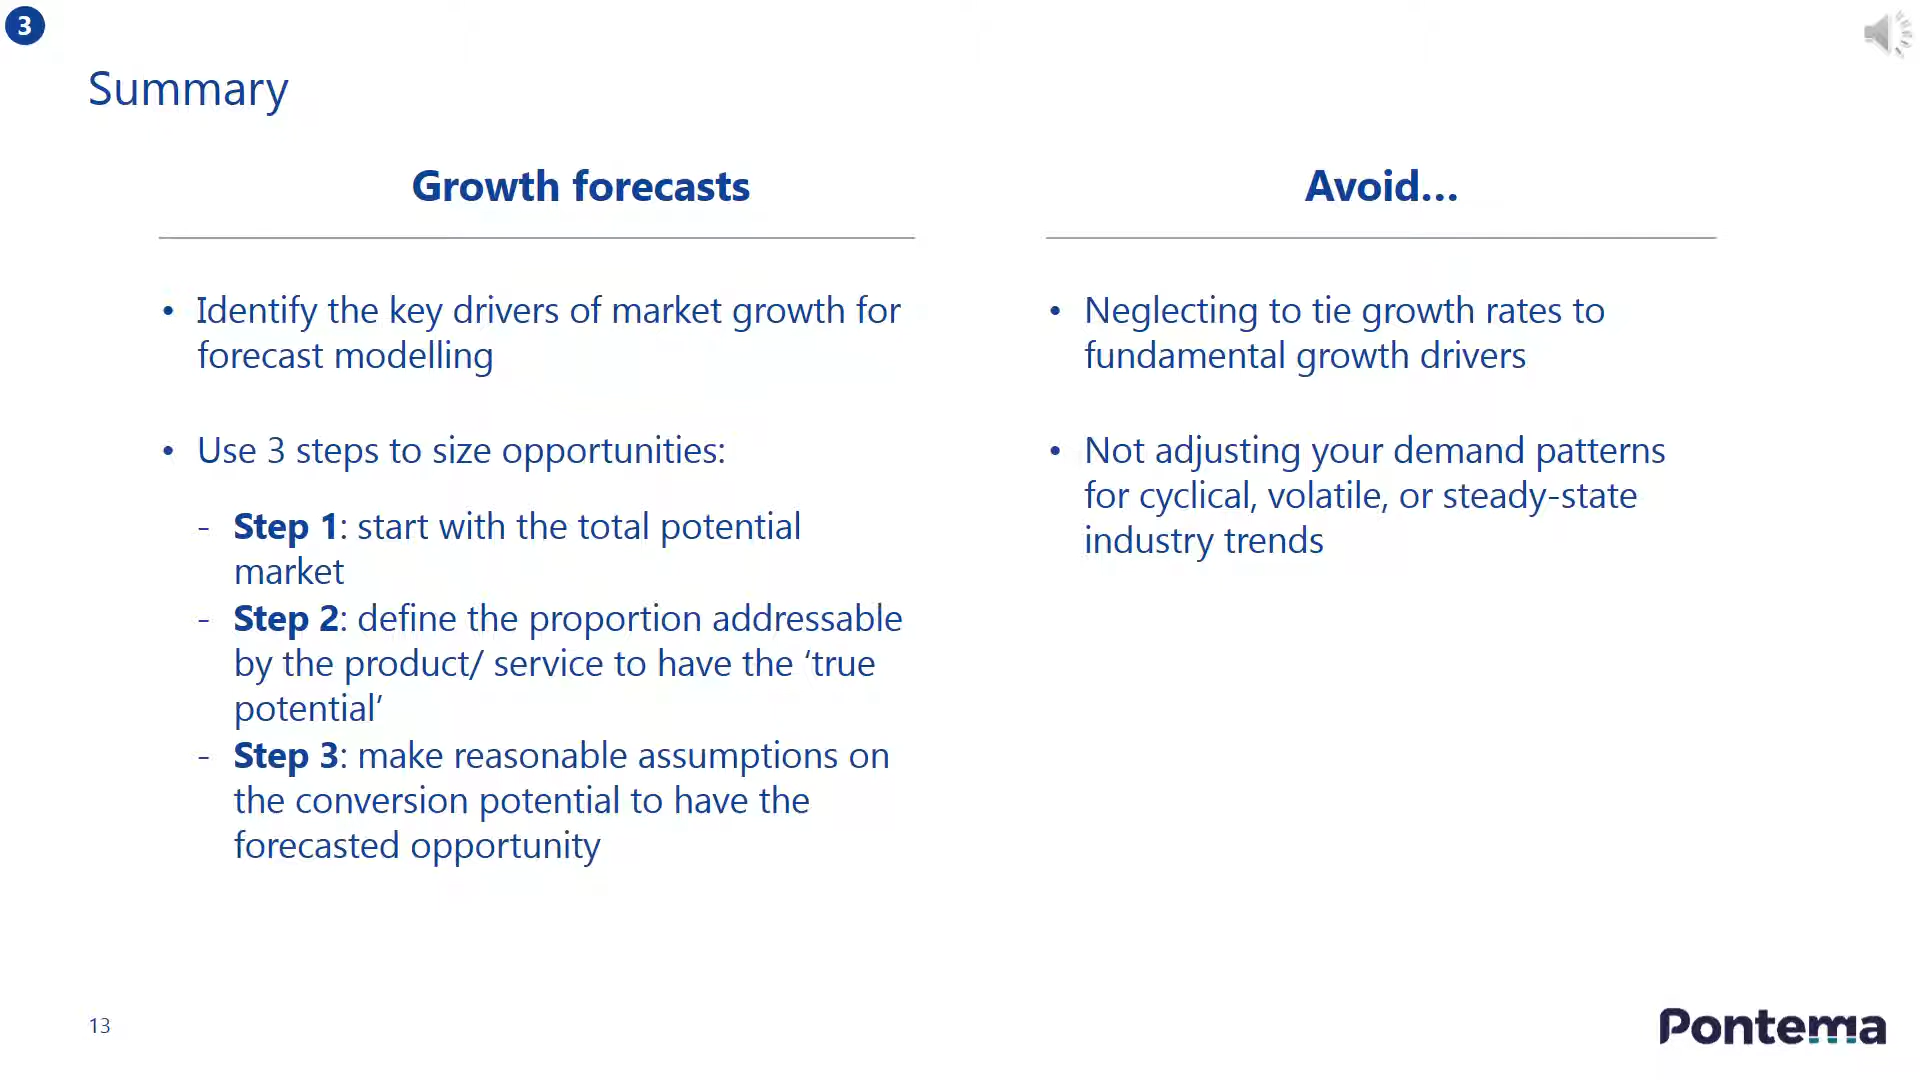 3
Summary
Growth forecasts
• Identify the key drivers of market growth for
forecast modelling
• Use 3 steps to size opportunities:
- Step 1: start with the total potential
market
- Step 2: define the proportion addressable
by the product/ service to have the ‘true
potential’
- Step 3: make reasonable assumptions on
the conversion potential to have the
forecasted opportunity
Avoid...
• Neglecting to tie growth rates to
fundamental growth drivers
• Not adjusting your demand patterns
for cyclical, volatile, or steady-state
industry trends
13
Pontema